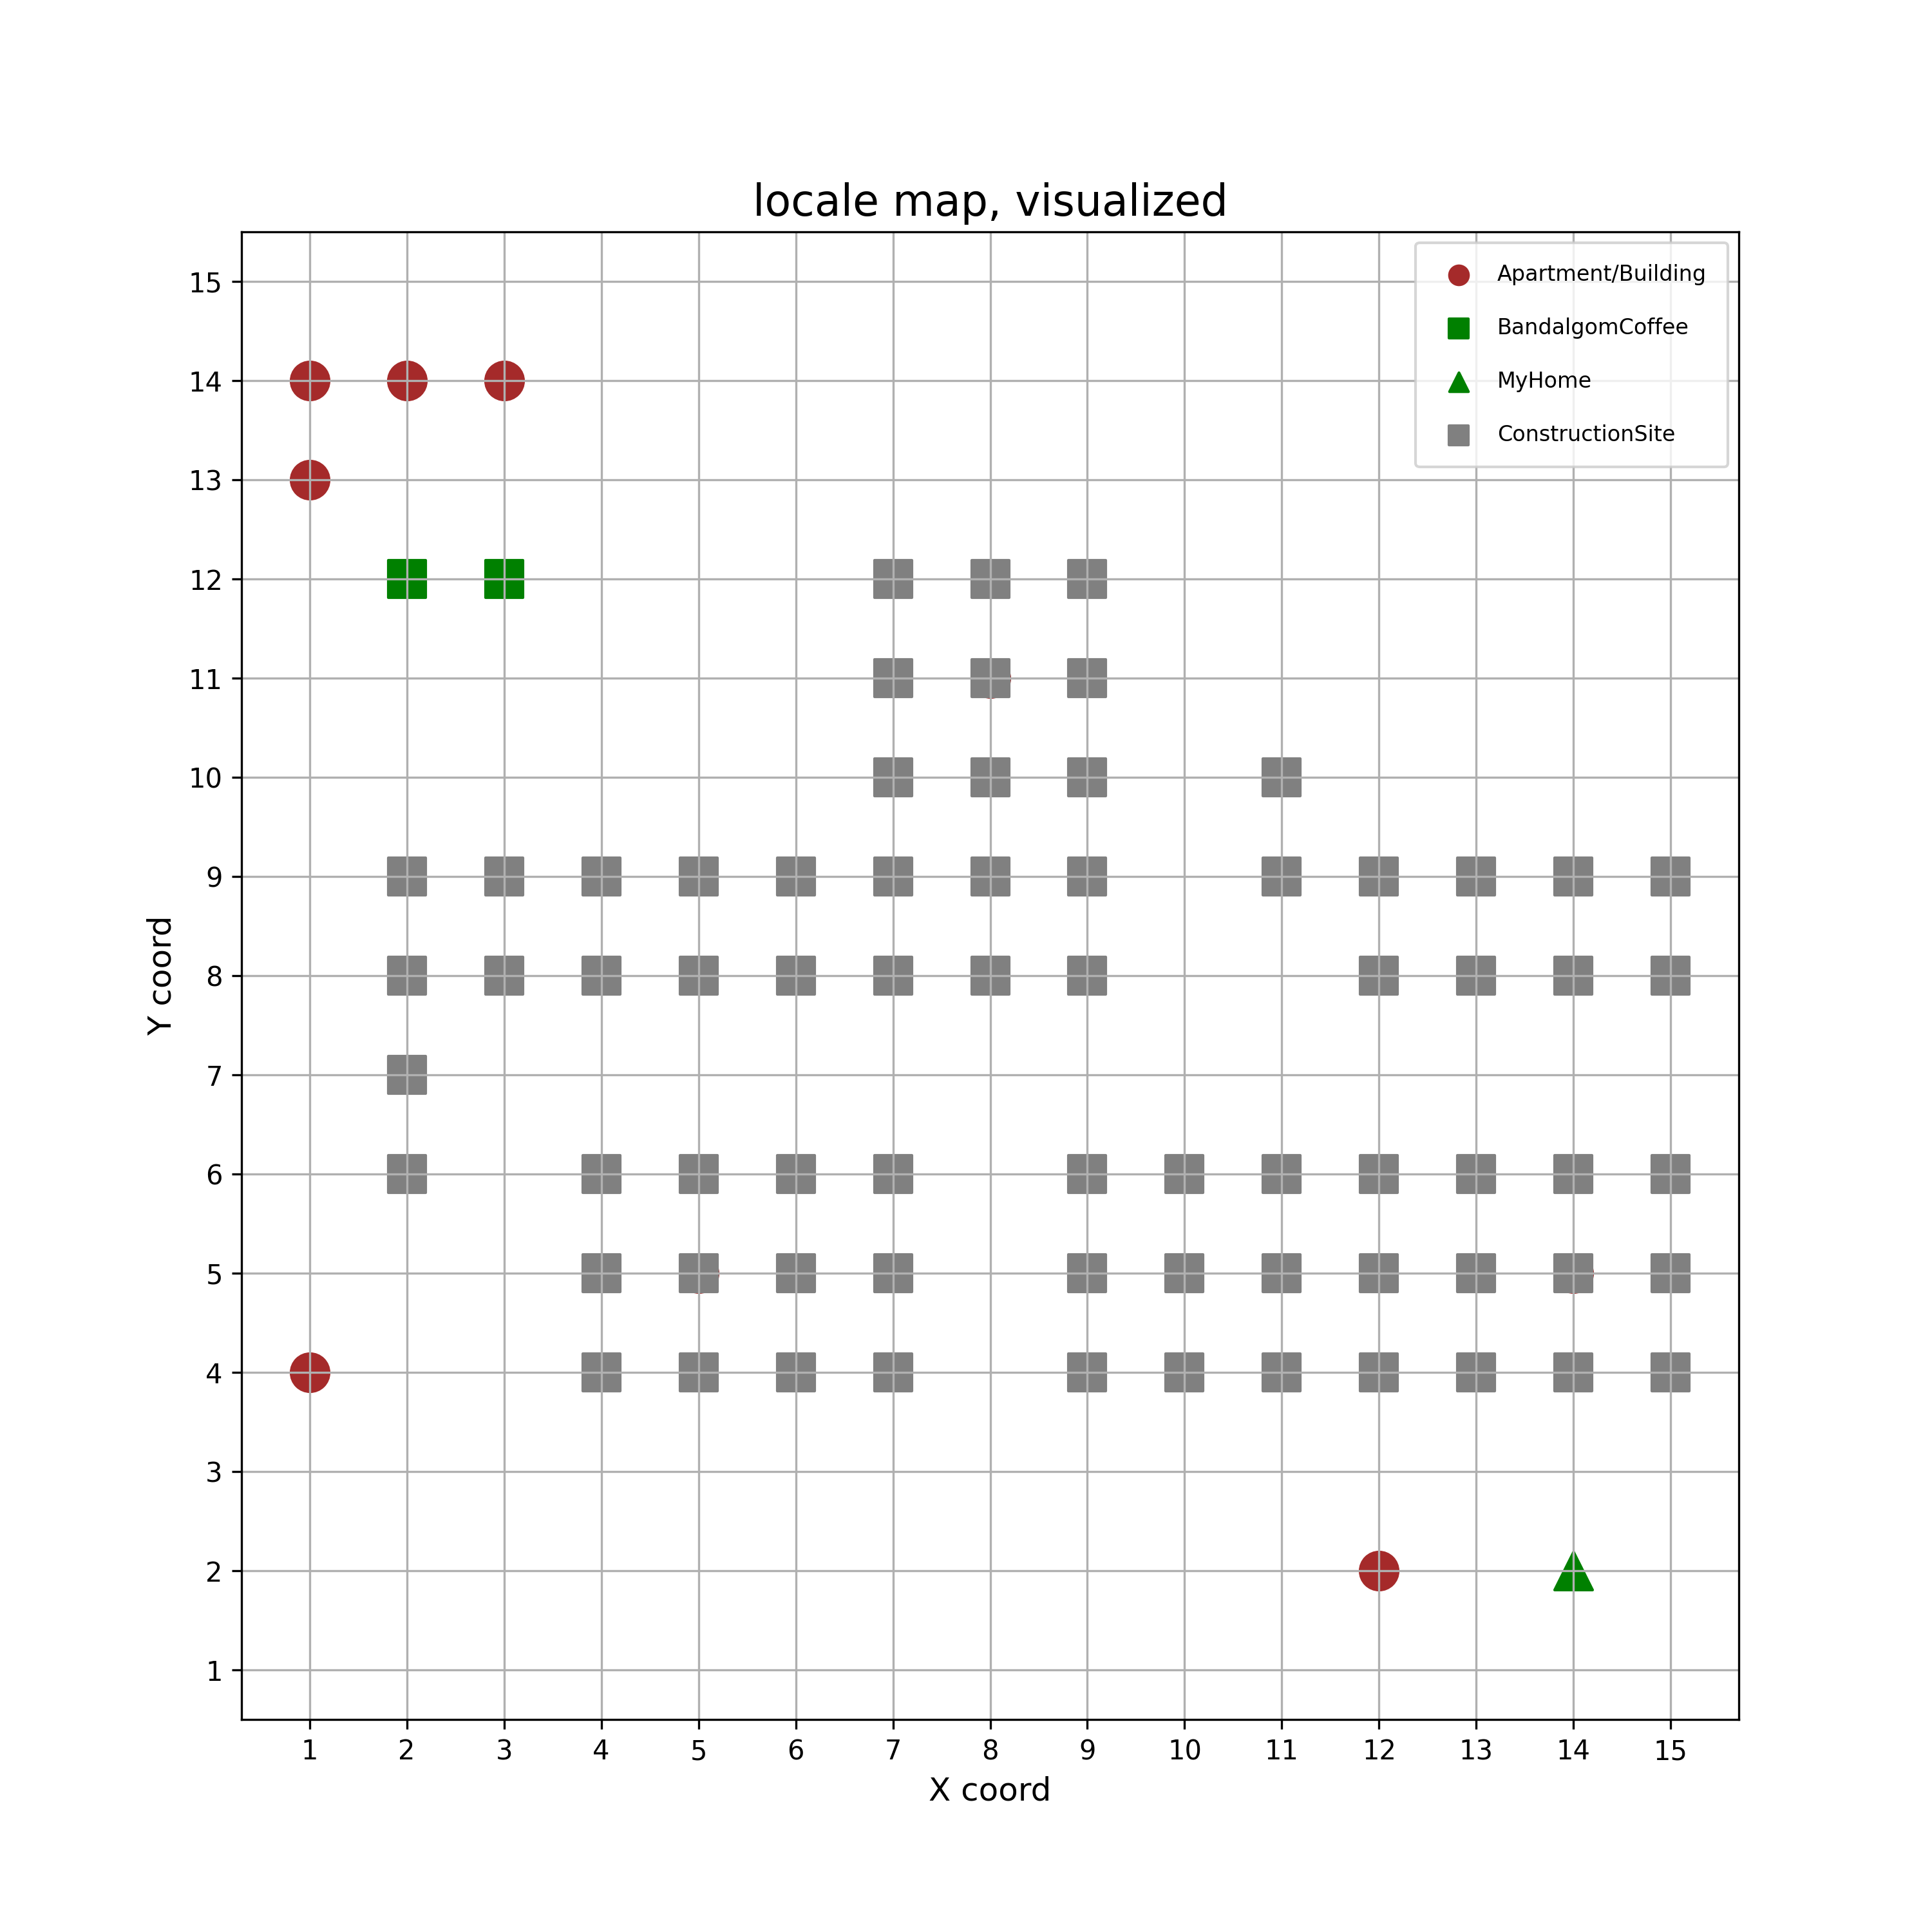 locale map, visualized
Apartment/Building
BandalgomCoffee
MyHome
ConstructionSite
15
14
13
12
11
10
9
8
7
6
5
4
3
2
1
Y coord
1 2 3 4 5 6 7 8 9 10 11 12 13 14 15
X coord